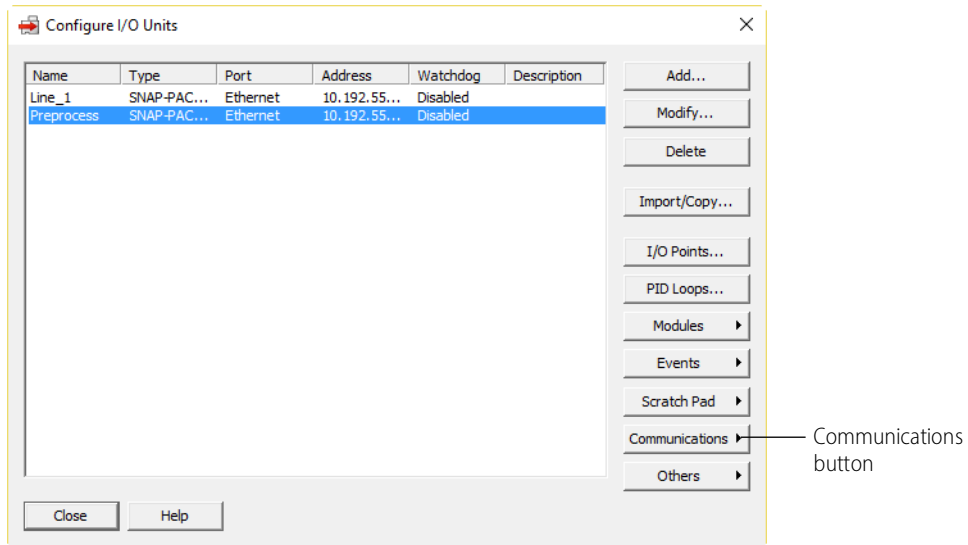 Configure I/O Units
Name Type Port Address Watchdog Description
Line_1 SNAP-PAC... Ethernet 10.192.55... Disabled
Preprocess SNAP-PAC... Ethernet 10.192.55... Disabled
Add...
Modify...
Delete
Import/Copy...
I/O Points...
PID Loops...
Modules
Events
Scratch Pad
Communications
Others
Communications
button
Close Help